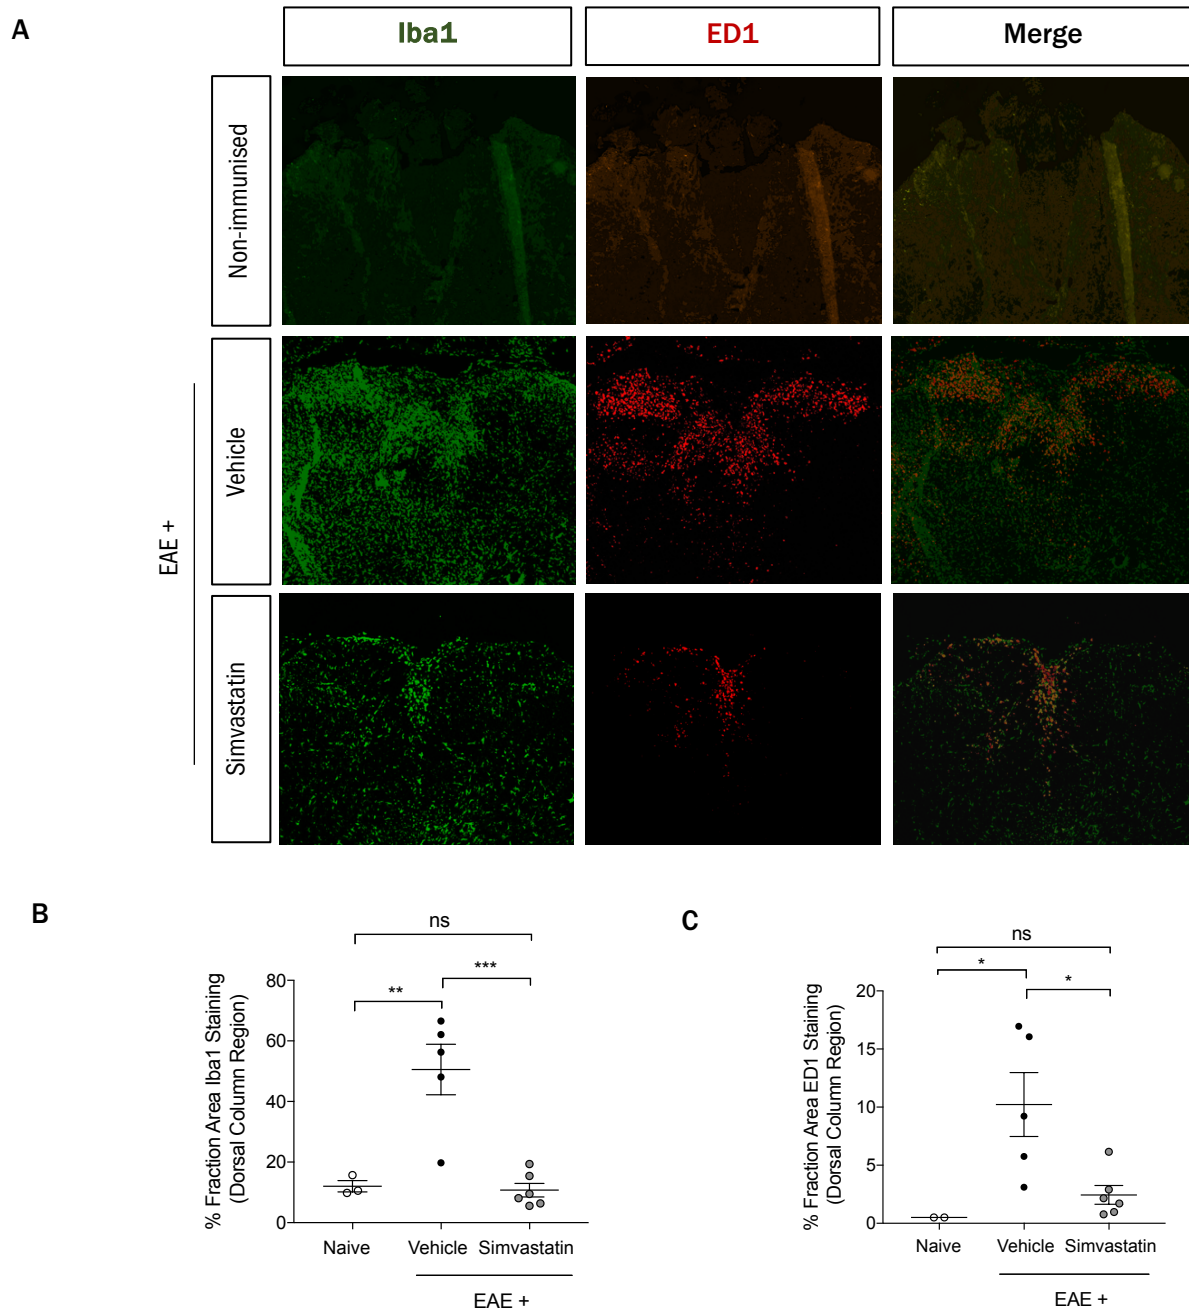 A
Iba1
ED1
Merge
Non-immunised
Vehicle
Simvastatin
EAE +
B
ns
**
***
80
60
40
20
0
% Fraction Area Iba1 Staining
(Dorsal Column Region)
Naive
Vehicle
Simvastatin
EAE +
C
ns
*
*
20
15
10
5
0
% Fraction Area ED1 Staining
(Dorsal Column Region)
Naive
Vehicle
Simvastatin
EAE +